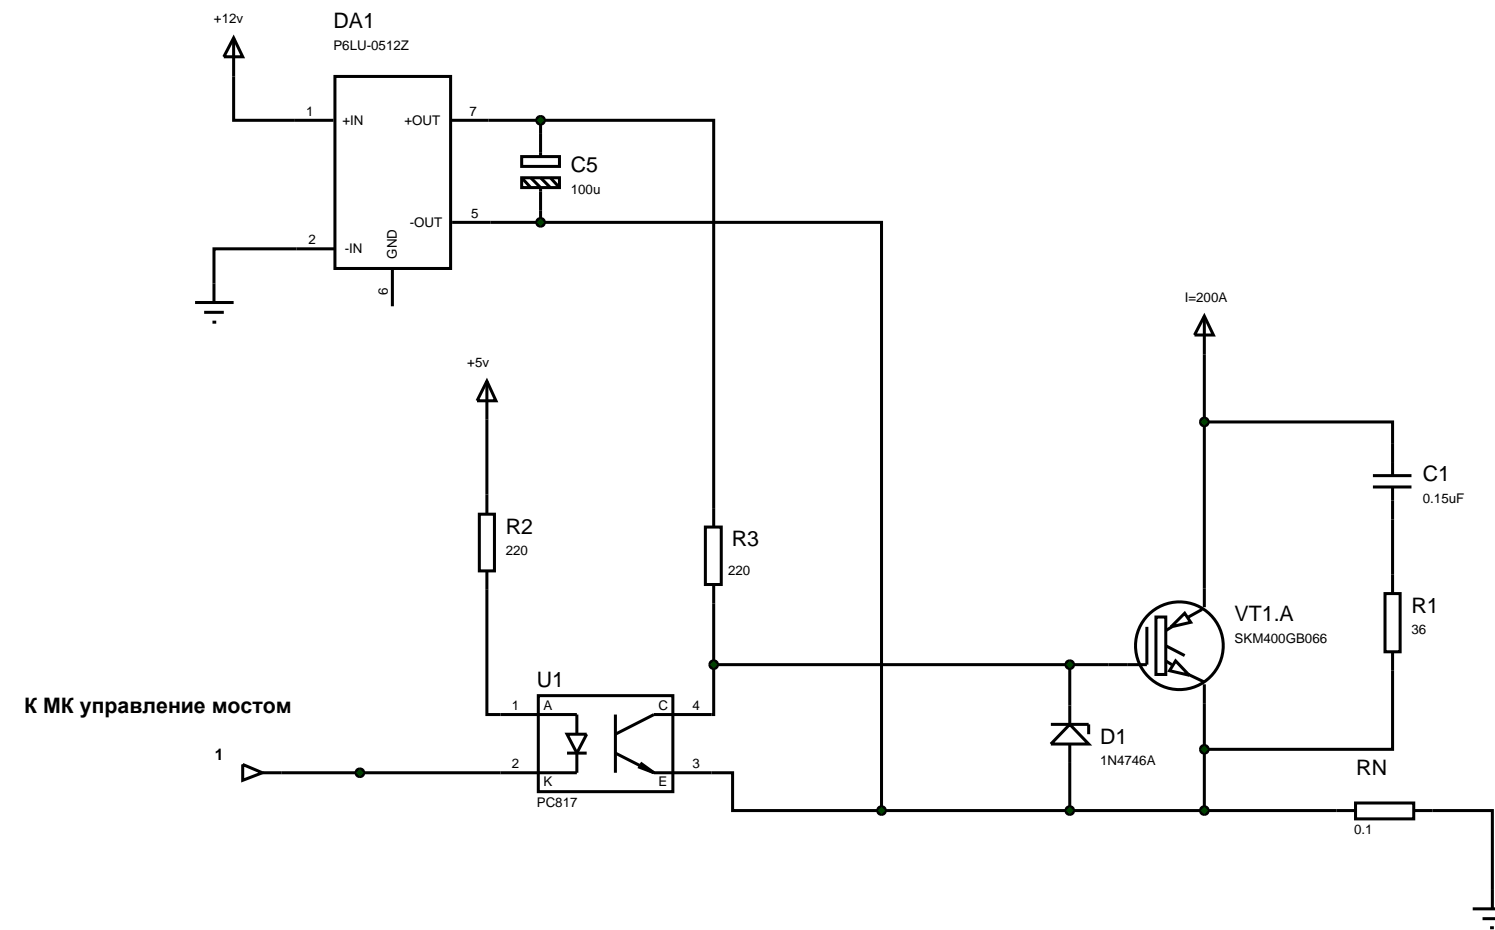 +12v
DA1
P6LU-0512Z
1
+IN
+OUT
7
C5
100u
-OUT
5
2
-IN
GND
6
I=200A
+5v
C1
0.15uF
R2
220
R3
220
R1
36
VT1.A
SKM400GB066
U1
К МК управление мостом
1
A
C
4
D1
1N4746A
1
2
K
E
3
PC817
RN
0.1